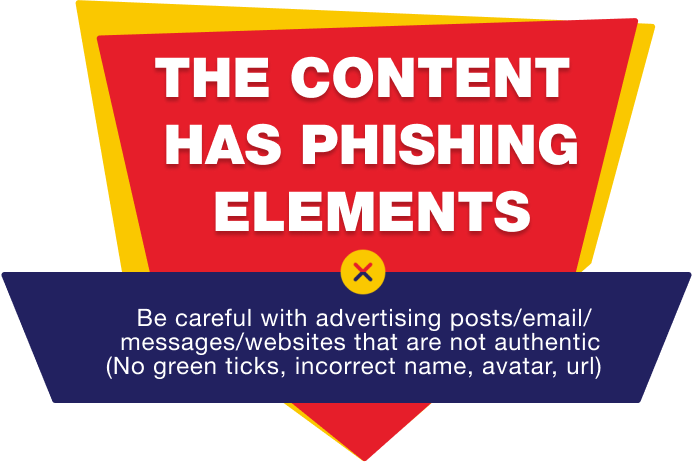 THE CONTENT
HAS PHISHING
ELEMENTS
Be careful with advertising posts/email/
messages/websites that are not authentic
(No green ticks, incorrect name, avatar, url)